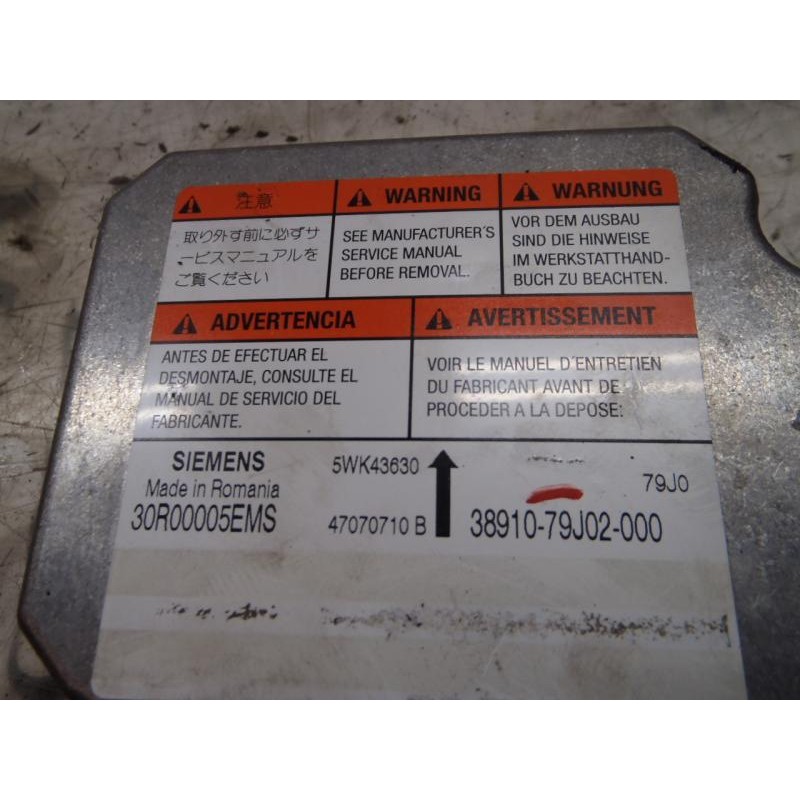 注意
取り外す前に必ずサ
ービスマニュアルを
ご覧ください
WARNING
SEE MANUFACTURER'S
SERVICE MANUAL
BEFORE REMOVAL.
WARNUNG
VOR DEM AUSBAU
SIND DIE HINWEISE
IM WERKSTATTHAND-
BUCH ZU BEACHTEN.
ADVERTENCIA
ANTES DE EFECTUAR EL
DESMONTAJE, CONSULTE EL
MANUAL DE SERVICIO DEL
FABRICANTE.
AVERTISSEMENT
VOIR LE MANUEL D'ENTRETIEN
DU FABRICANT AVANT DE
PROCEDER A LA DEPOSE:
SIEMENS 5WK43630
79J0
Made in Romania
30R00005EMS 47070710 B 38910-79J02-000